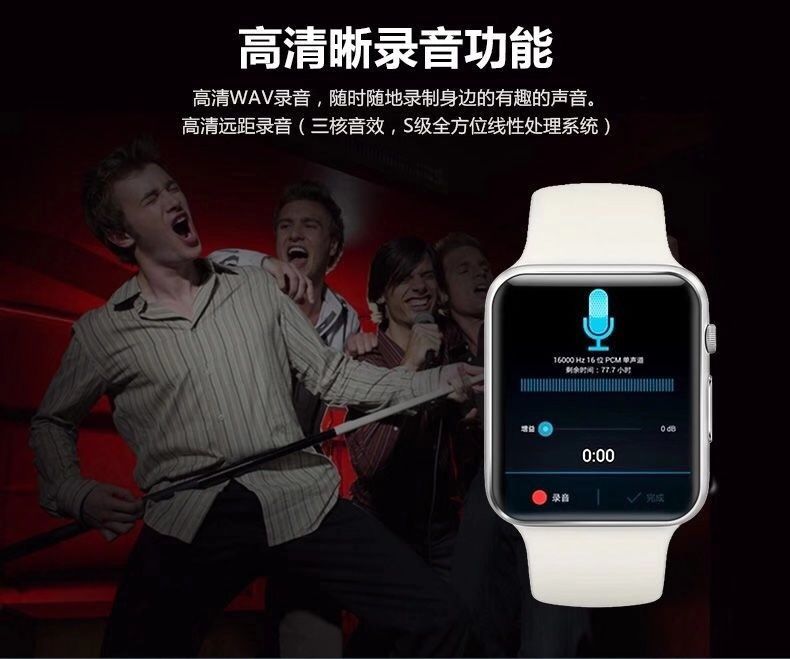 高清晰录音功能
高清WAV录音，随时随地录制身边的有趣的声音。
高清远距录音（三核音效，S级全方位线性处理系统）
16000 Hz 16 位 PCM 单声道
剩余时间：77.7 小时
增益 0 dB
0:00
录音 完成